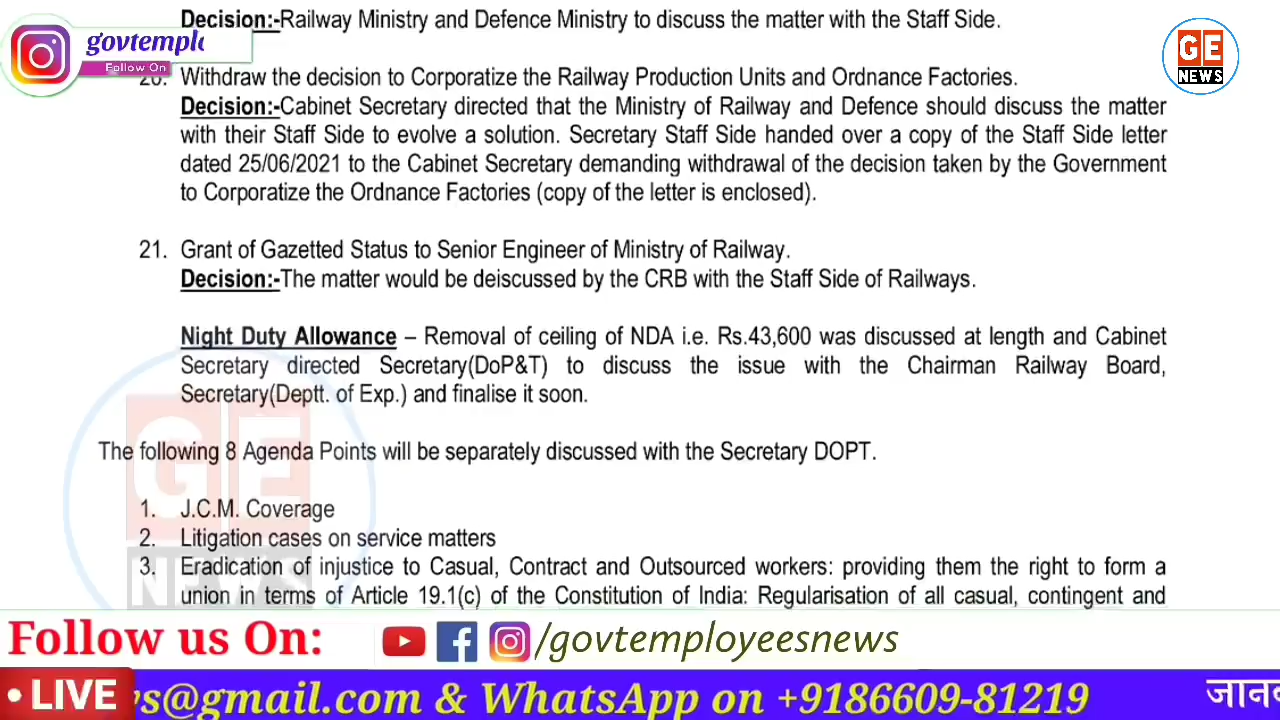 Decision:-Railway Ministry and Defence Ministry to discuss the matter with the Staff Side.
govtemplo
Follow On
GE
NEWS
20. Withdraw the decision to Corporatize the Railway Production Units and Ordnance Factories.
Decision:-Cabinet Secretary directed that the Ministry of Railway and Defence should discuss the matter
with their Staff Side to evolve a solution. Secretary Staff Side handed over a copy of the Staff Side letter
dated 25/06/2021 to the Cabinet Secretary demanding withdrawal of the decision taken by the Government
to Corporatize the Ordnance Factories (copy of the letter is enclosed).
21. Grant of Gazetted Status to Senior Engineer of Ministry of Railway.
Decision:-The matter would be deiscussed by the CRB with the Staff Side of Railways.
Night Duty Allowance – Removal of ceiling of NDA i.e. Rs.43,600 was discussed at length and Cabinet
Secretary directed Secretary(DoP&T) to discuss the issue with the Chairman Railway Board,
Secretary(Deptt. of Exp.) and finalise it soon.
The following 8 Agenda Points will be separately discussed with the Secretary DOPT.
1. J.C.M. Coverage
2. Litigation cases on service matters
3. Eradication of injustice to Casual, Contract and Outsourced workers: providing them the right to form a
union in terms of Article 19.1(c) of the Constitution of India: Regularisation of all casual, contingent and
GE
NEWS
Follow us On: /govtemployeesnews
• LIVE ws@gmail.com & WhatsApp on +9186609-81219